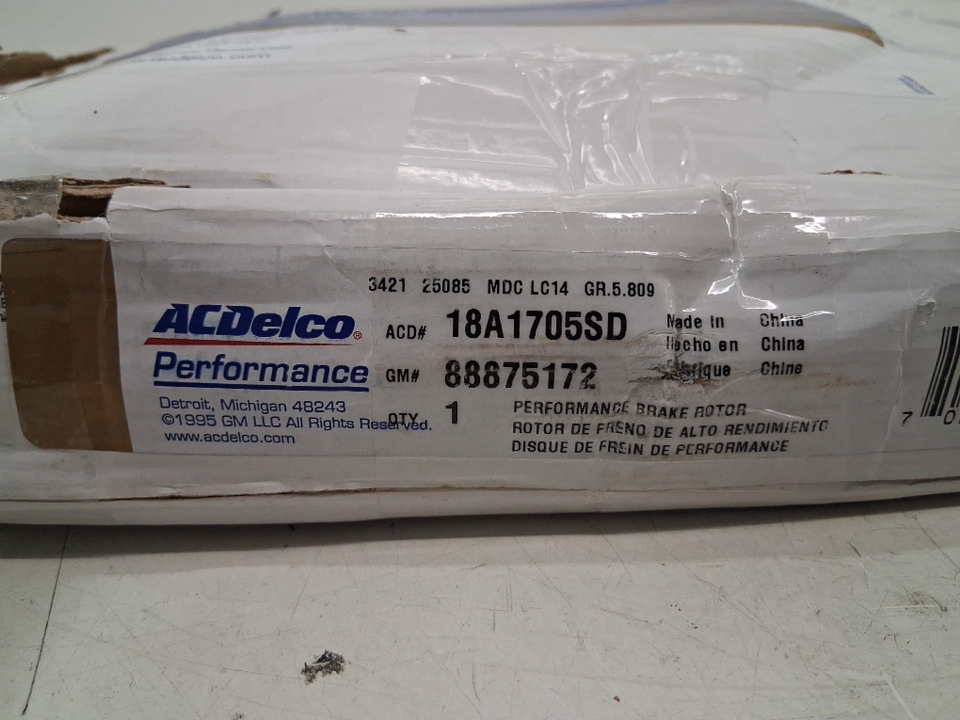 3421 25085 MDC LC14 GR.5.809
ACDelco®
ACD# 18A1705SD
Made in China
Hecho en China
Performance
GM# 88875172
Chine
Detroit, Michigan 48243
©1995 GM LLC All Rights Reserved.
www.acdelco.com
QTY. 1
PERFORMANCE BRAKE ROTOR
ROTOR DE FRENO DE ALTO RENDIMIENTO
DISQUE DE FREIN DE PERFORMANCE
7